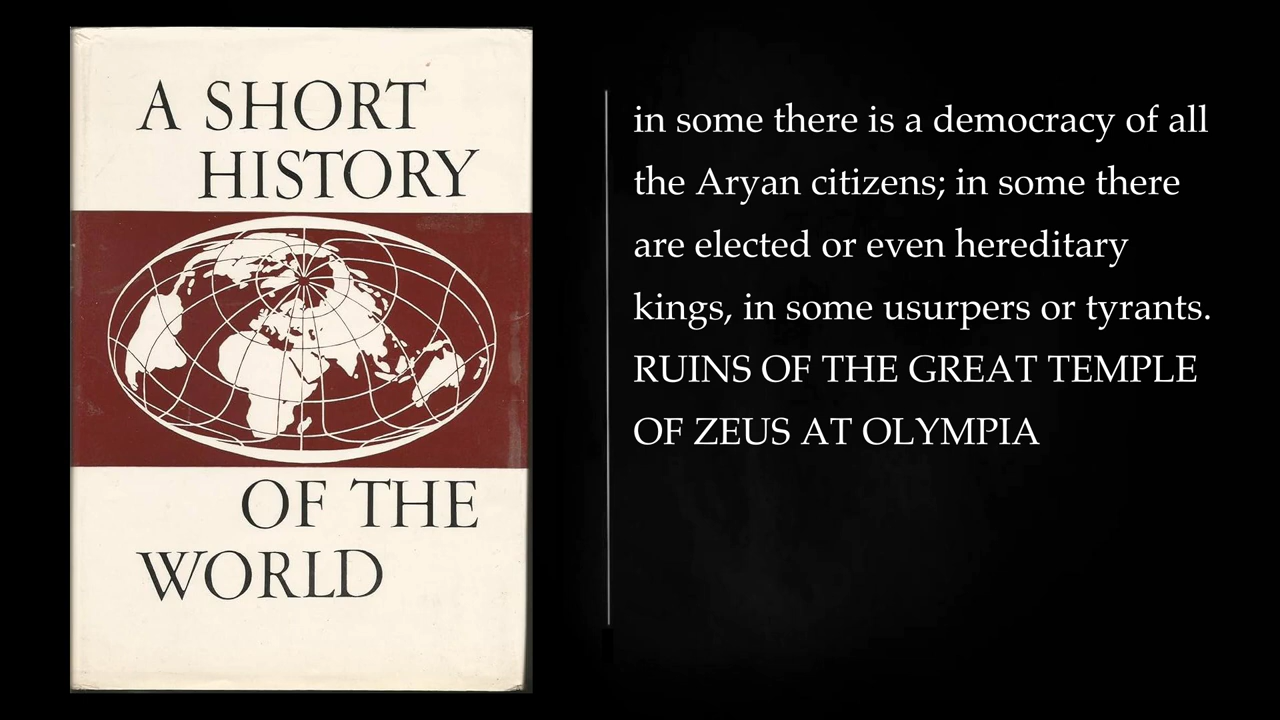 A SHORT
HISTORY
OF THE
WORLD
in some there is a democracy of all
the Aryan citizens; in some there
are elected or even hereditary
kings, in some usurpers or tyrants.
RUINS OF THE GREAT TEMPLE
OF ZEUS AT OLYMPIA